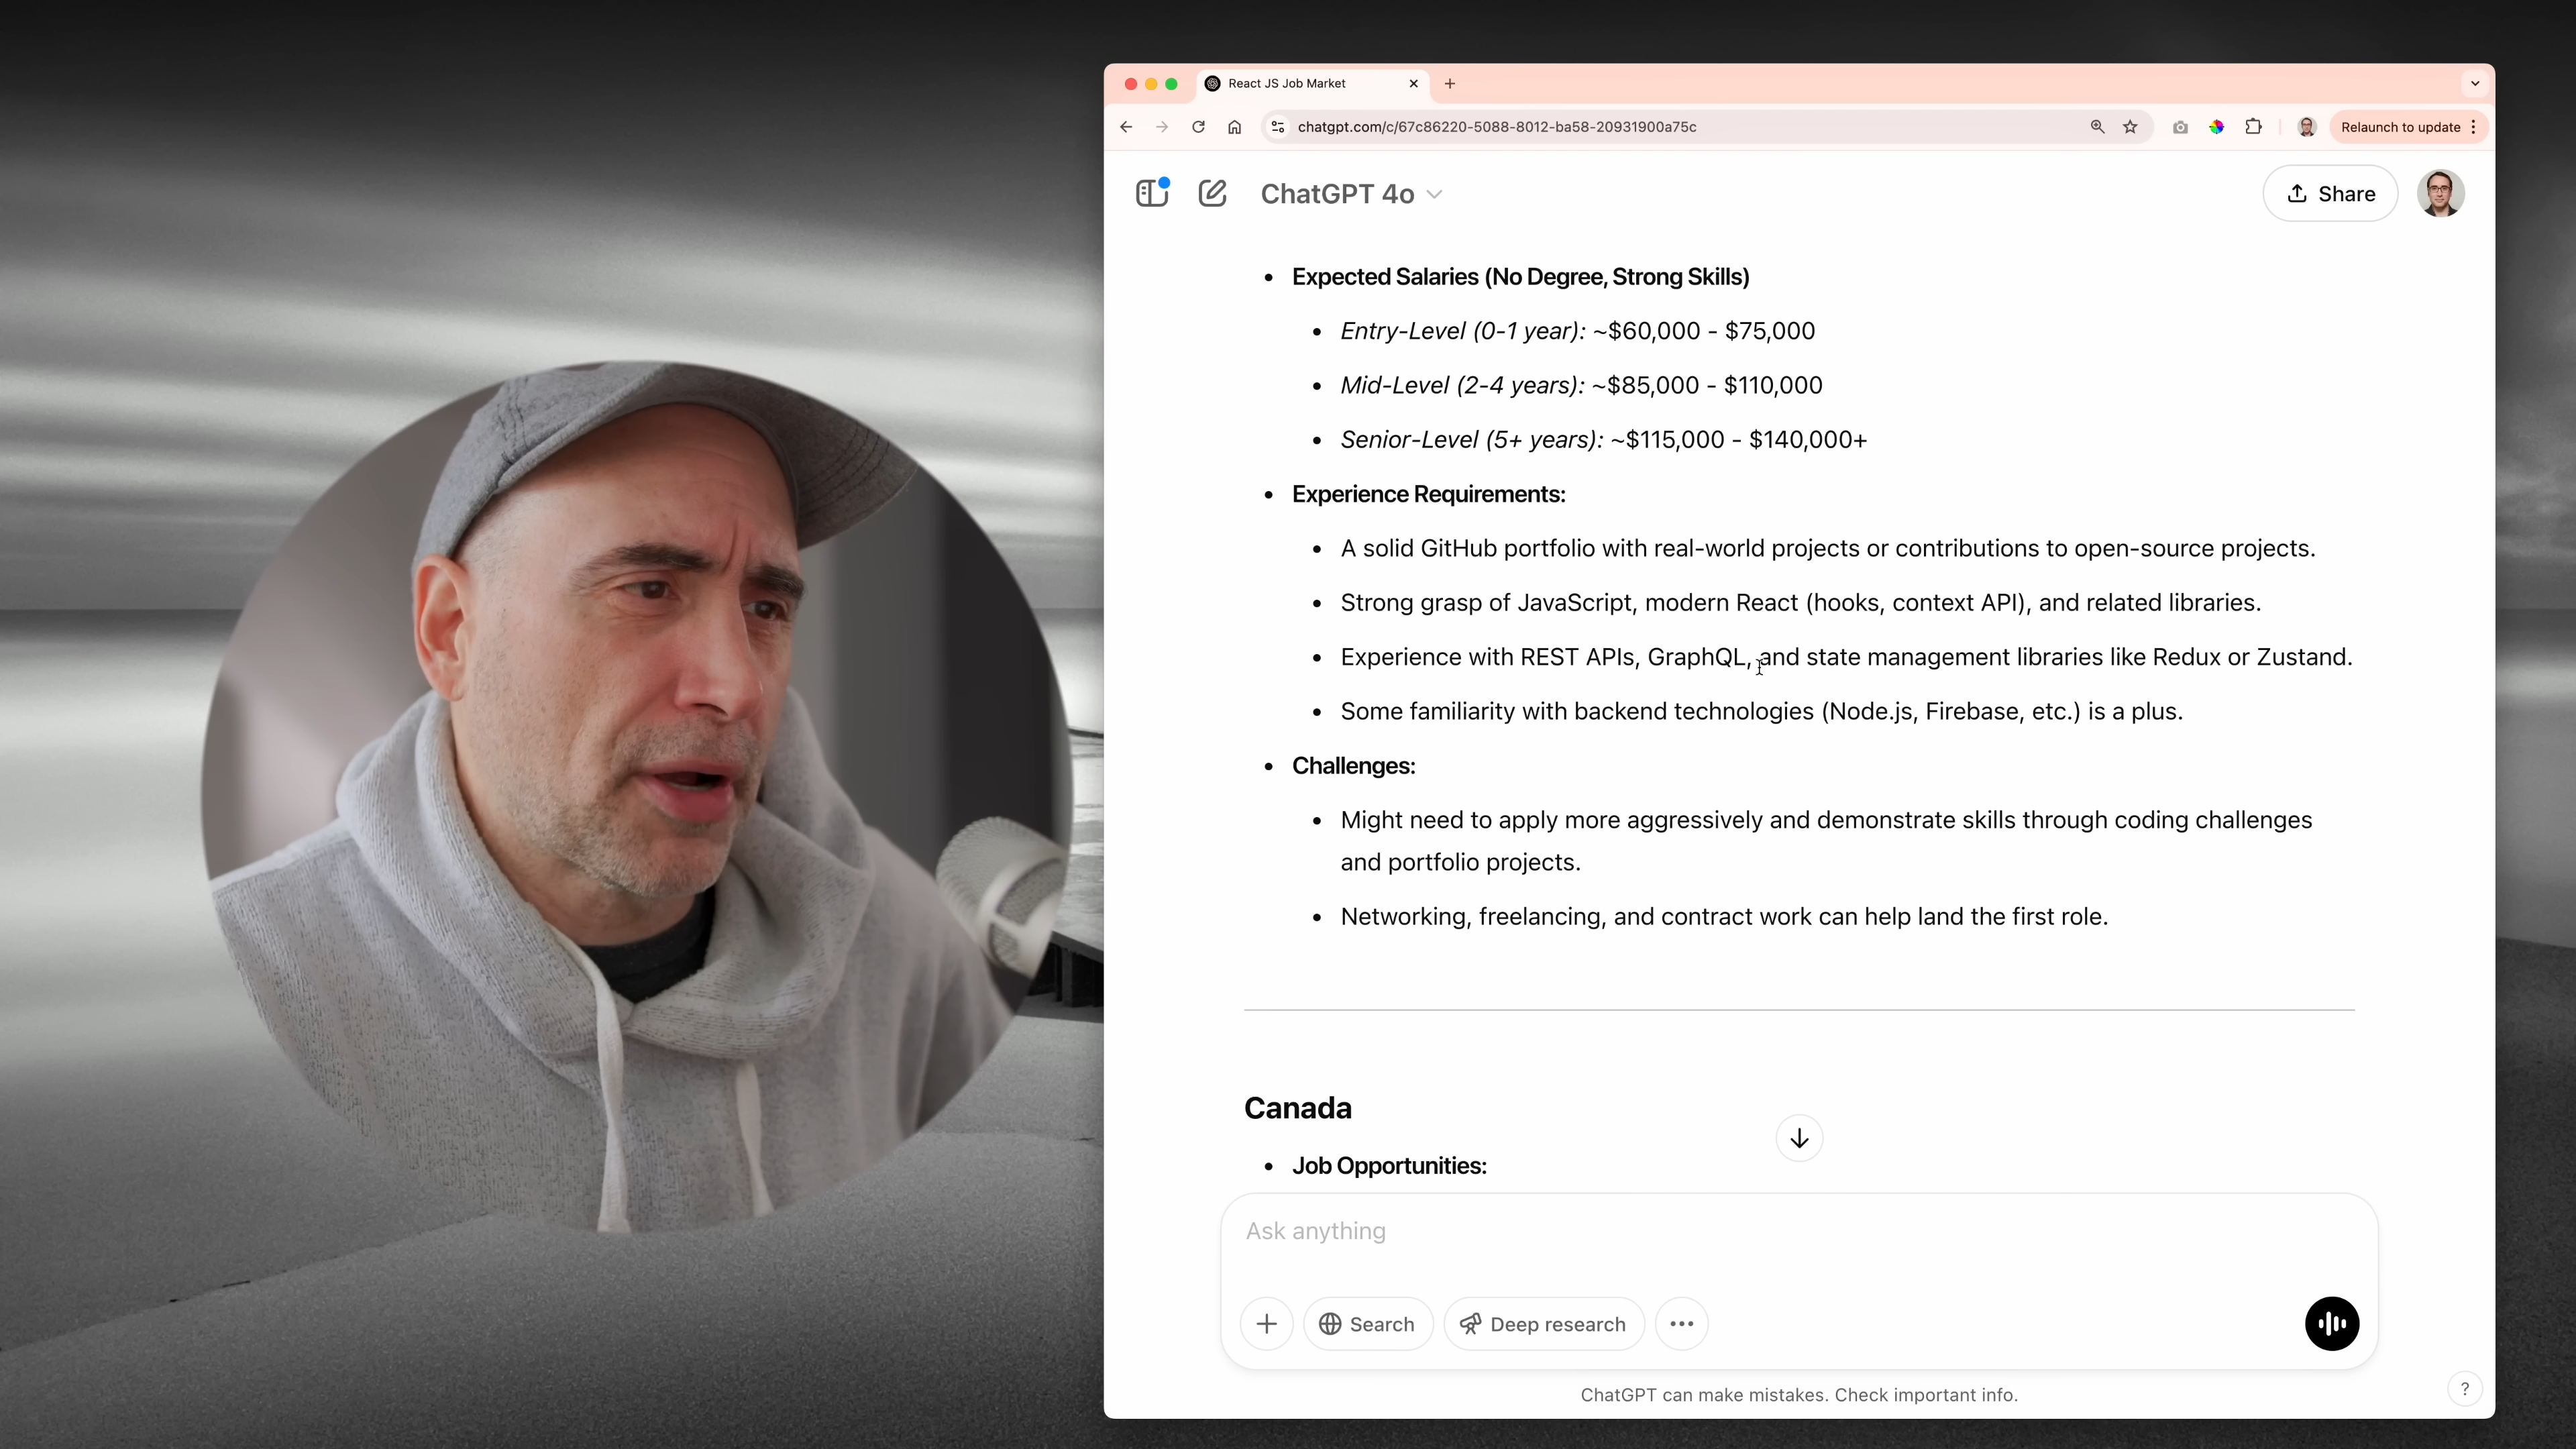 React JS Job Market
chatgpt.com/c/67c86220-5088-8012-ba58-20931900a75c
Relaunch to update
ChatGPT 4o
Share
Expected Salaries (No Degree, Strong Skills)
Entry-Level (0-1 year): ~$60,000 - $75,000
Mid-Level (2-4 years): ~$85,000 - $110,000
Senior-Level (5+ years): ~$115,000 - $140,000+
Experience Requirements:
A solid GitHub portfolio with real-world projects or contributions to open-source projects.
Strong grasp of JavaScript, modern React (hooks, context API), and related libraries.
Experience with REST APIs, GraphQL, and state management libraries like Redux or Zustand.
Some familiarity with backend technologies (Node.js, Firebase, etc.) is a plus.
Challenges:
Might need to apply more aggressively and demonstrate skills through coding challenges
and portfolio projects.
Networking, freelancing, and contract work can help land the first role.
Canada
Job Opportunities:
Ask anything
Search
Deep research
ChatGPT can make mistakes. Check important info.
?